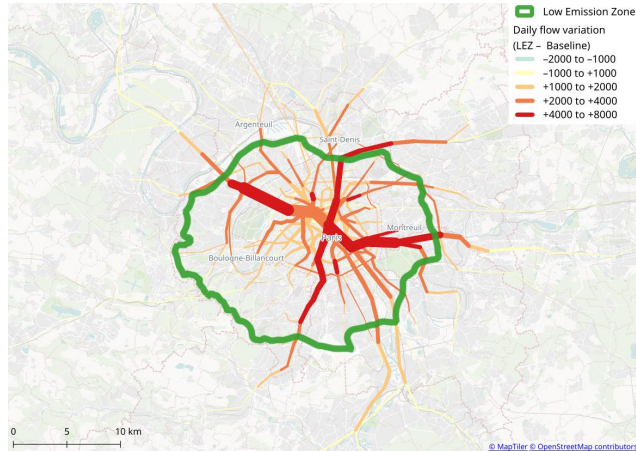 Low Emission Zone
Daily flow variation
(LEZ – Baseline)
–2000 to –1000
–1000 to +1000
+1000 to +2000
+2000 to +4000
+4000 to +8000
Argenteuil
Saint-Denis
Montreuil
Paris
Boulogne-Billancourt
0 5 10 km
© MapTiler © OpenStreetMap contributors